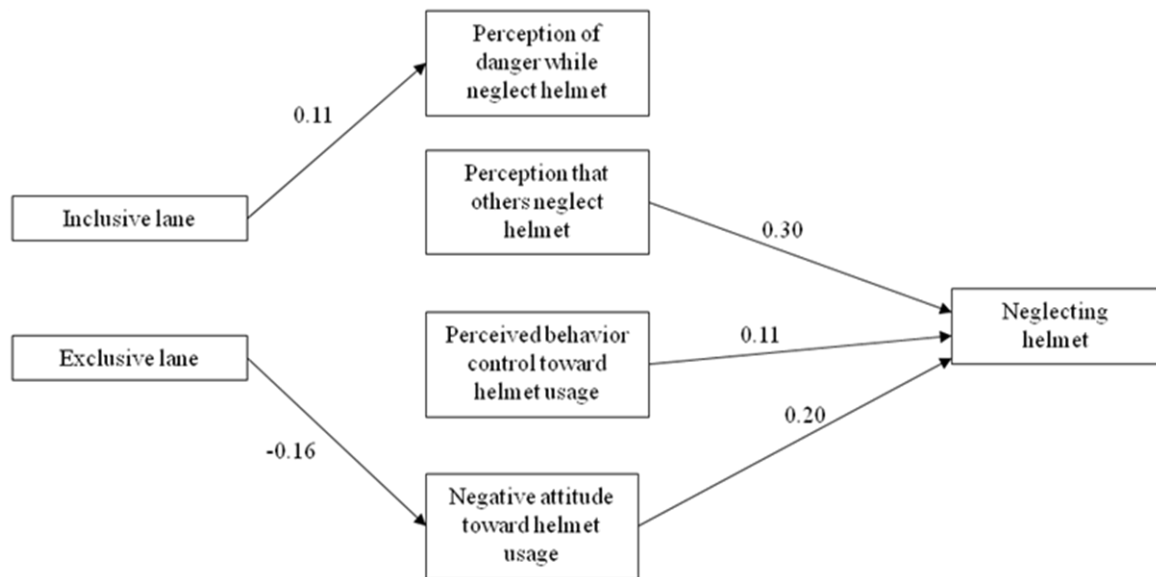 Perception of
danger while
neglect helmet
0.11
Inclusive lane
Perception that
others neglect
helmet
0.30
Neglecting
helmet
Exclusive lane
Perceived behavior
control toward
helmet usage
0.11
-0.16
0.20
Negative attitude
toward helmet
usage